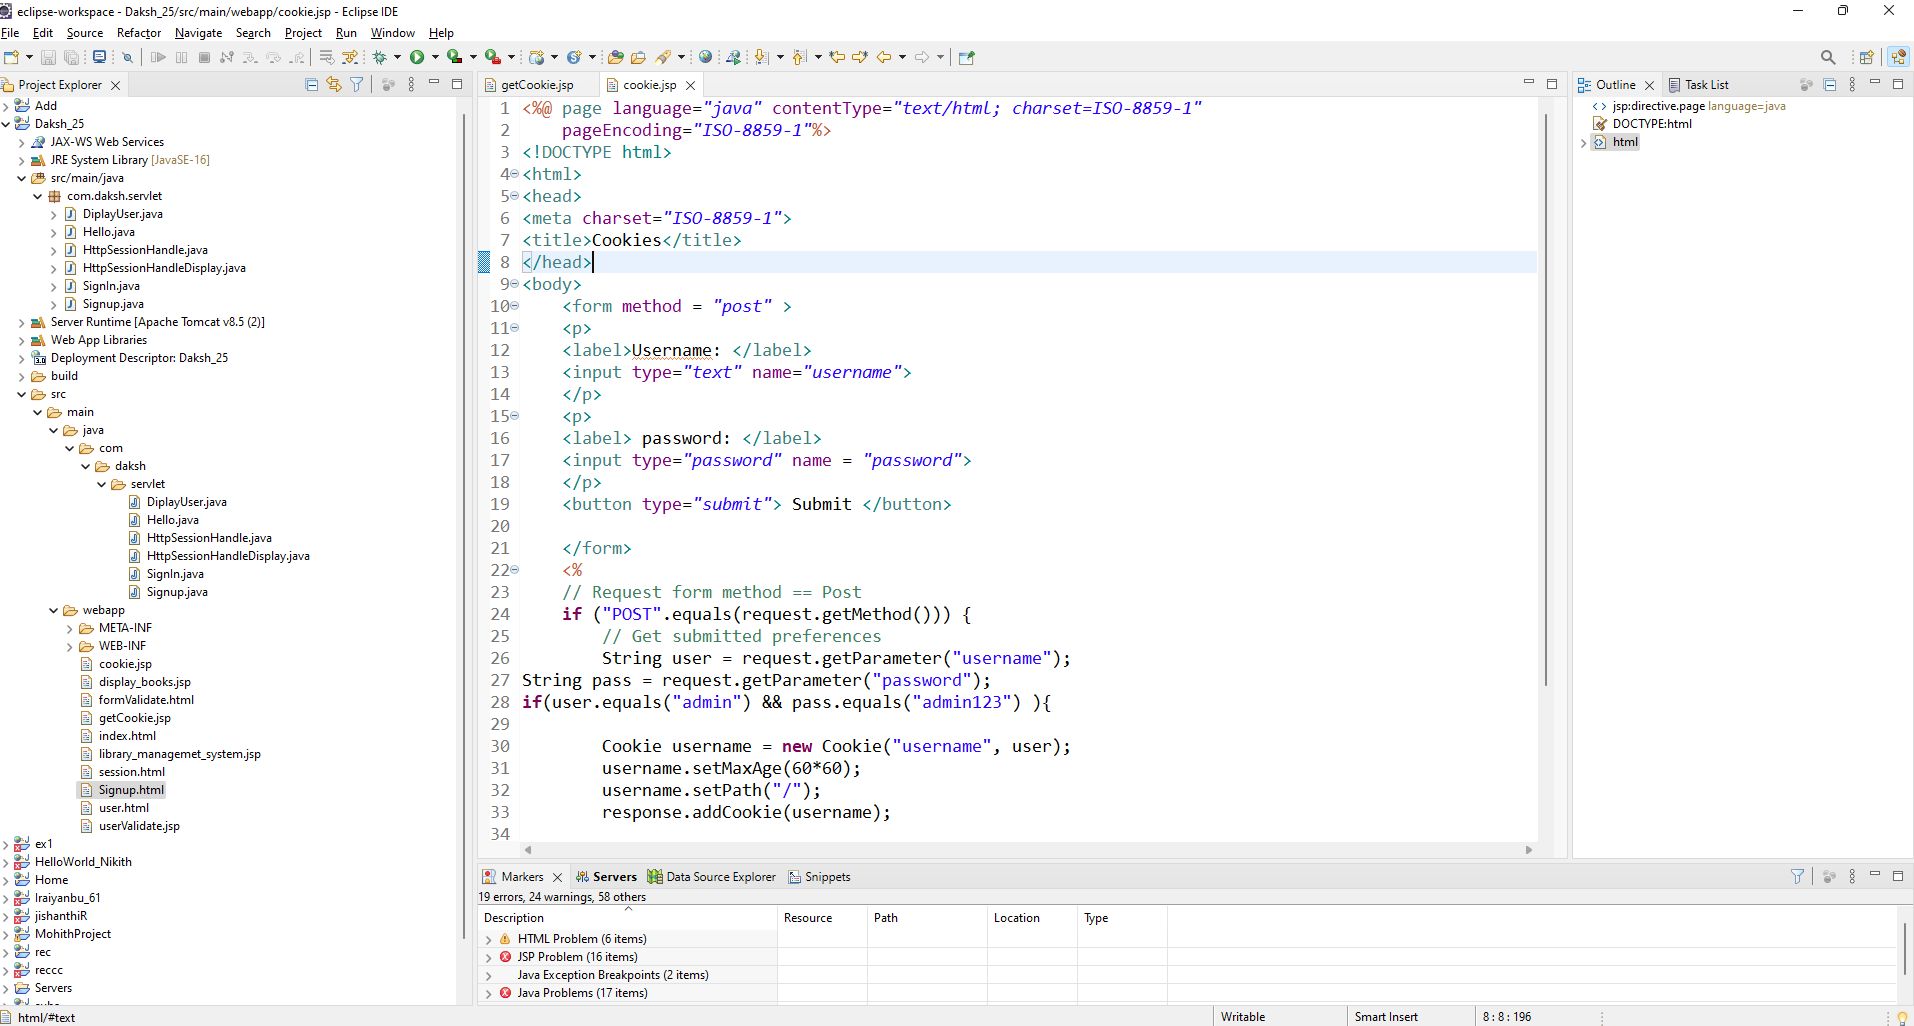 eclipse-workspace - Daksh_25/src/main/webapp/cookie.jsp - Eclipse IDE
File Edit Source Refactor Navigate Search Project Run Window Help
Project Explorer
Add
Daksh_25
JAX-WS Web Services
JRE System Library [JavaSE-16]
src/main/java
com.daksh.servlet
DiplayUser.java
Hello.java
HttpSessionHandle.java
HttpSessionHandleDisplay.java
SignIn.java
Signup.java
Server Runtime [Apache Tomcat v8.5 (2)]
Web App Libraries
Deployment Descriptor: Daksh_25
build
src
main
java
com
daksh
servlet
DiplayUser.java
Hello.java
HttpSessionHandle.java
HttpSessionHandleDisplay.java
SignIn.java
Signup.java
webapp
META-INF
WEB-INF
cookie.jsp
display_books.jsp
formValidate.html
getCookie.jsp
index.html
library_managemet_system.jsp
session.html
Signup.html
user.html
userValidate.jsp
ex1
HelloWorld_Nikith
Home
Iraiyanbu_61
jishanthiR
MohithProject
rec
reccc
Servers
getCookie.jsp
cookie.jsp
1 <%@ page language="java" contentType="text/html; charset=ISO-8859-1"
2 pageEncoding="ISO-8859-1"%>
3 <!DOCTYPE html>
4 <html>
5 <head>
6 <meta charset="ISO-8859-1">
7 <title>Cookies</title>
8 </head>
9 <body>
10 <form method = "post" >
11 <p>
12 <label>Username: </label>
13 <input type="text" name="username">
14 </p>
15 <p>
16 <label> password: </label>
17 <input type="password" name = "password">
18 </p>
19 <button type="submit"> Submit </button>
20
21 </form>
22 <%
23 // Request form method == Post
24 if ("POST".equals(request.getMethod())) {
25 // Get submitted preferences
26 String user = request.getParameter("username");
27 String pass = request.getParameter("password");
28 if(user.equals("admin") && pass.equals("admin123") ){
29
30 Cookie username = new Cookie("username", user);
31 username.setMaxAge(60*60);
32 username.setPath("/");
33 response.addCookie(username);
34
Outline
Task List
jsp:directive.page language=java
DOCTYPE:html
html
Markers
Servers
Data Source Explorer
Snippets
19 errors, 24 warnings, 58 others
Description Resource Path Location Type
HTML Problem (6 items)
JSP Problem (16 items)
Java Exception Breakpoints (2 items)
Java Problems (17 items)
html/#text
Writable
Smart Insert
8 : 8 : 196